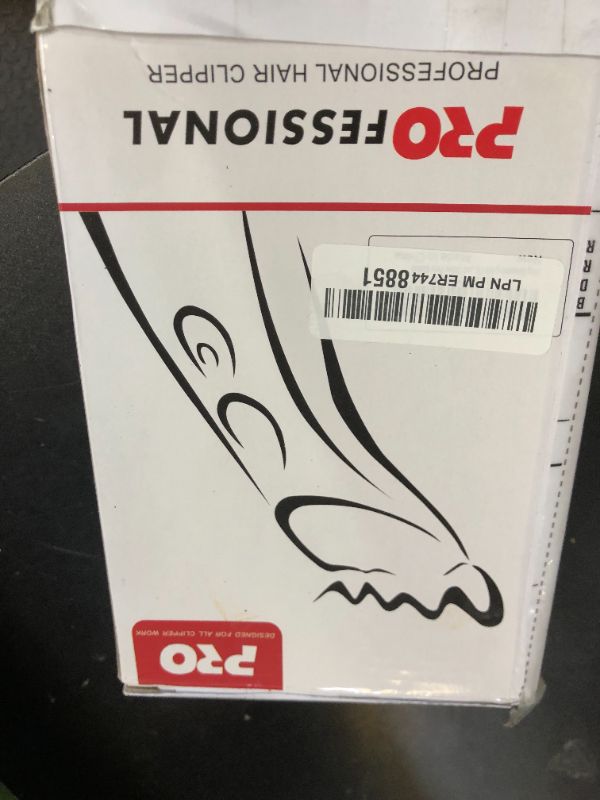 PRO
DESIGNED FOR ALL CLIPPER WORK
LPN PM ER7448851
PROFESSIONAL
PROFESSIONAL HAIR CLIPPER